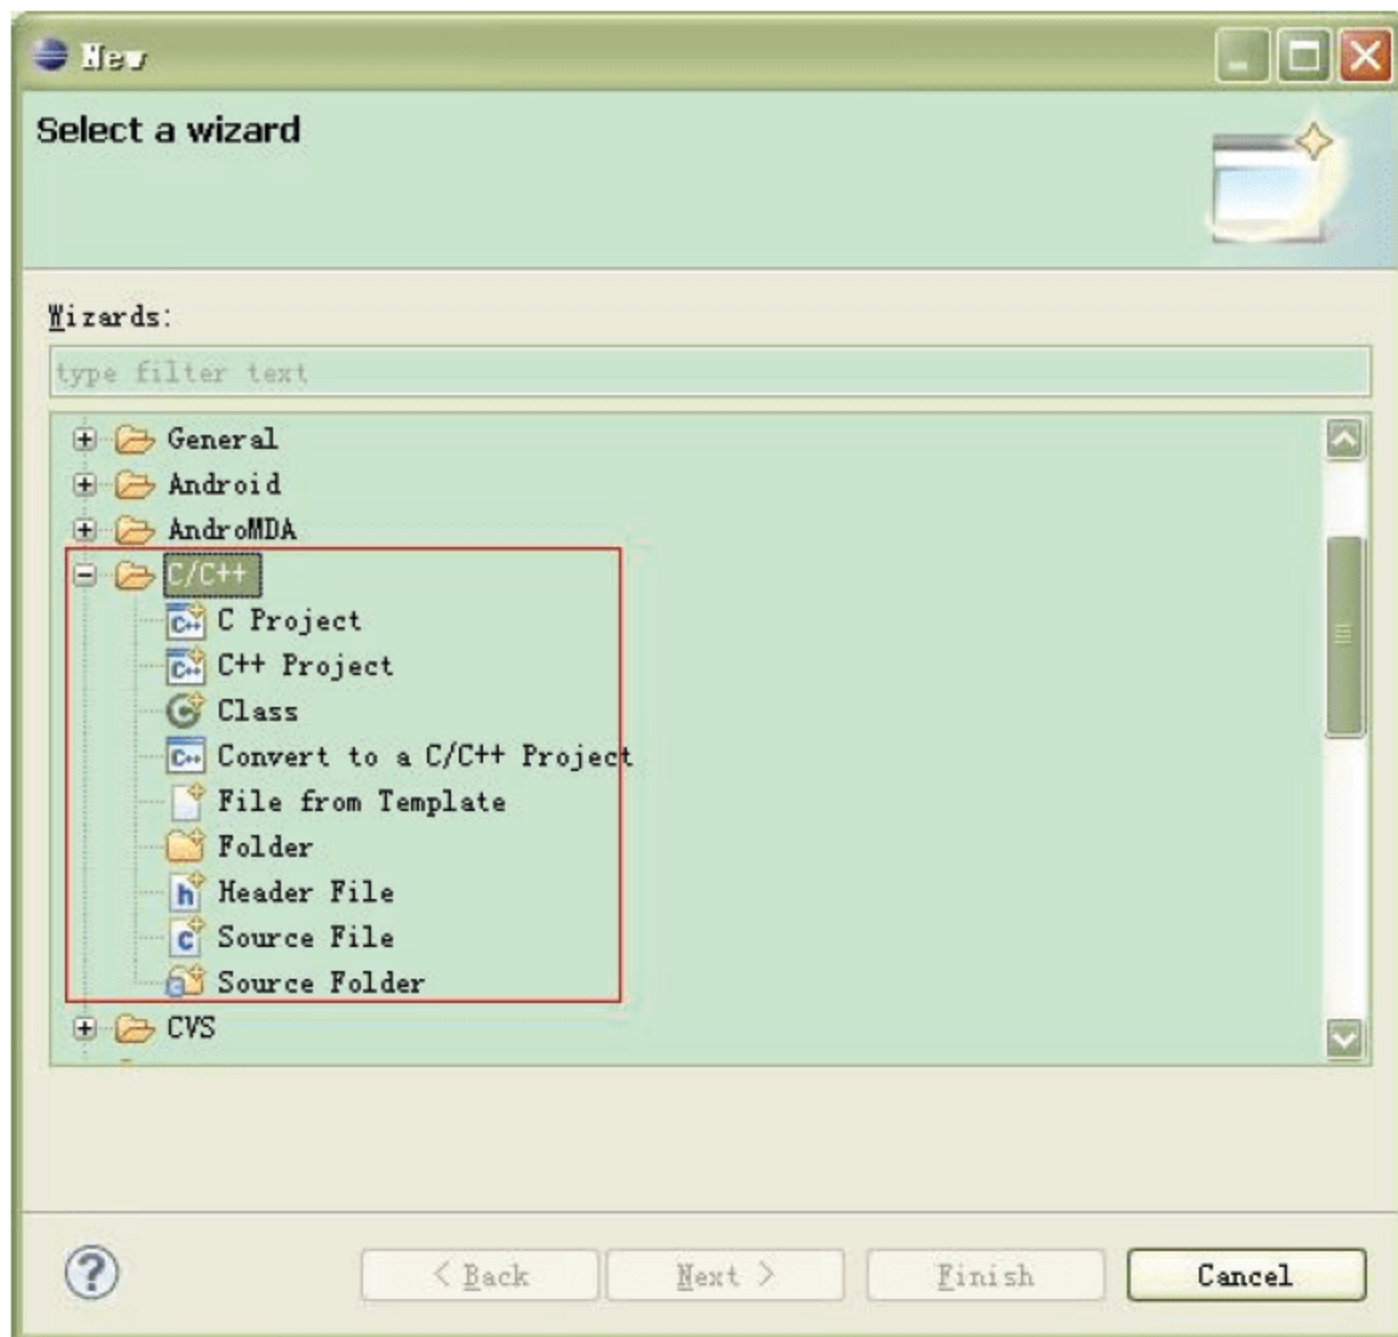 New
Select a wizard
Wizards:
type filter text
General
Android
AndroMDA
C/C++
C Project
C++ Project
Class
Convert to a C/C++ Project
File from Template
Folder
Header File
Source File
Source Folder
CVS
? < Back Next > Finish Cancel